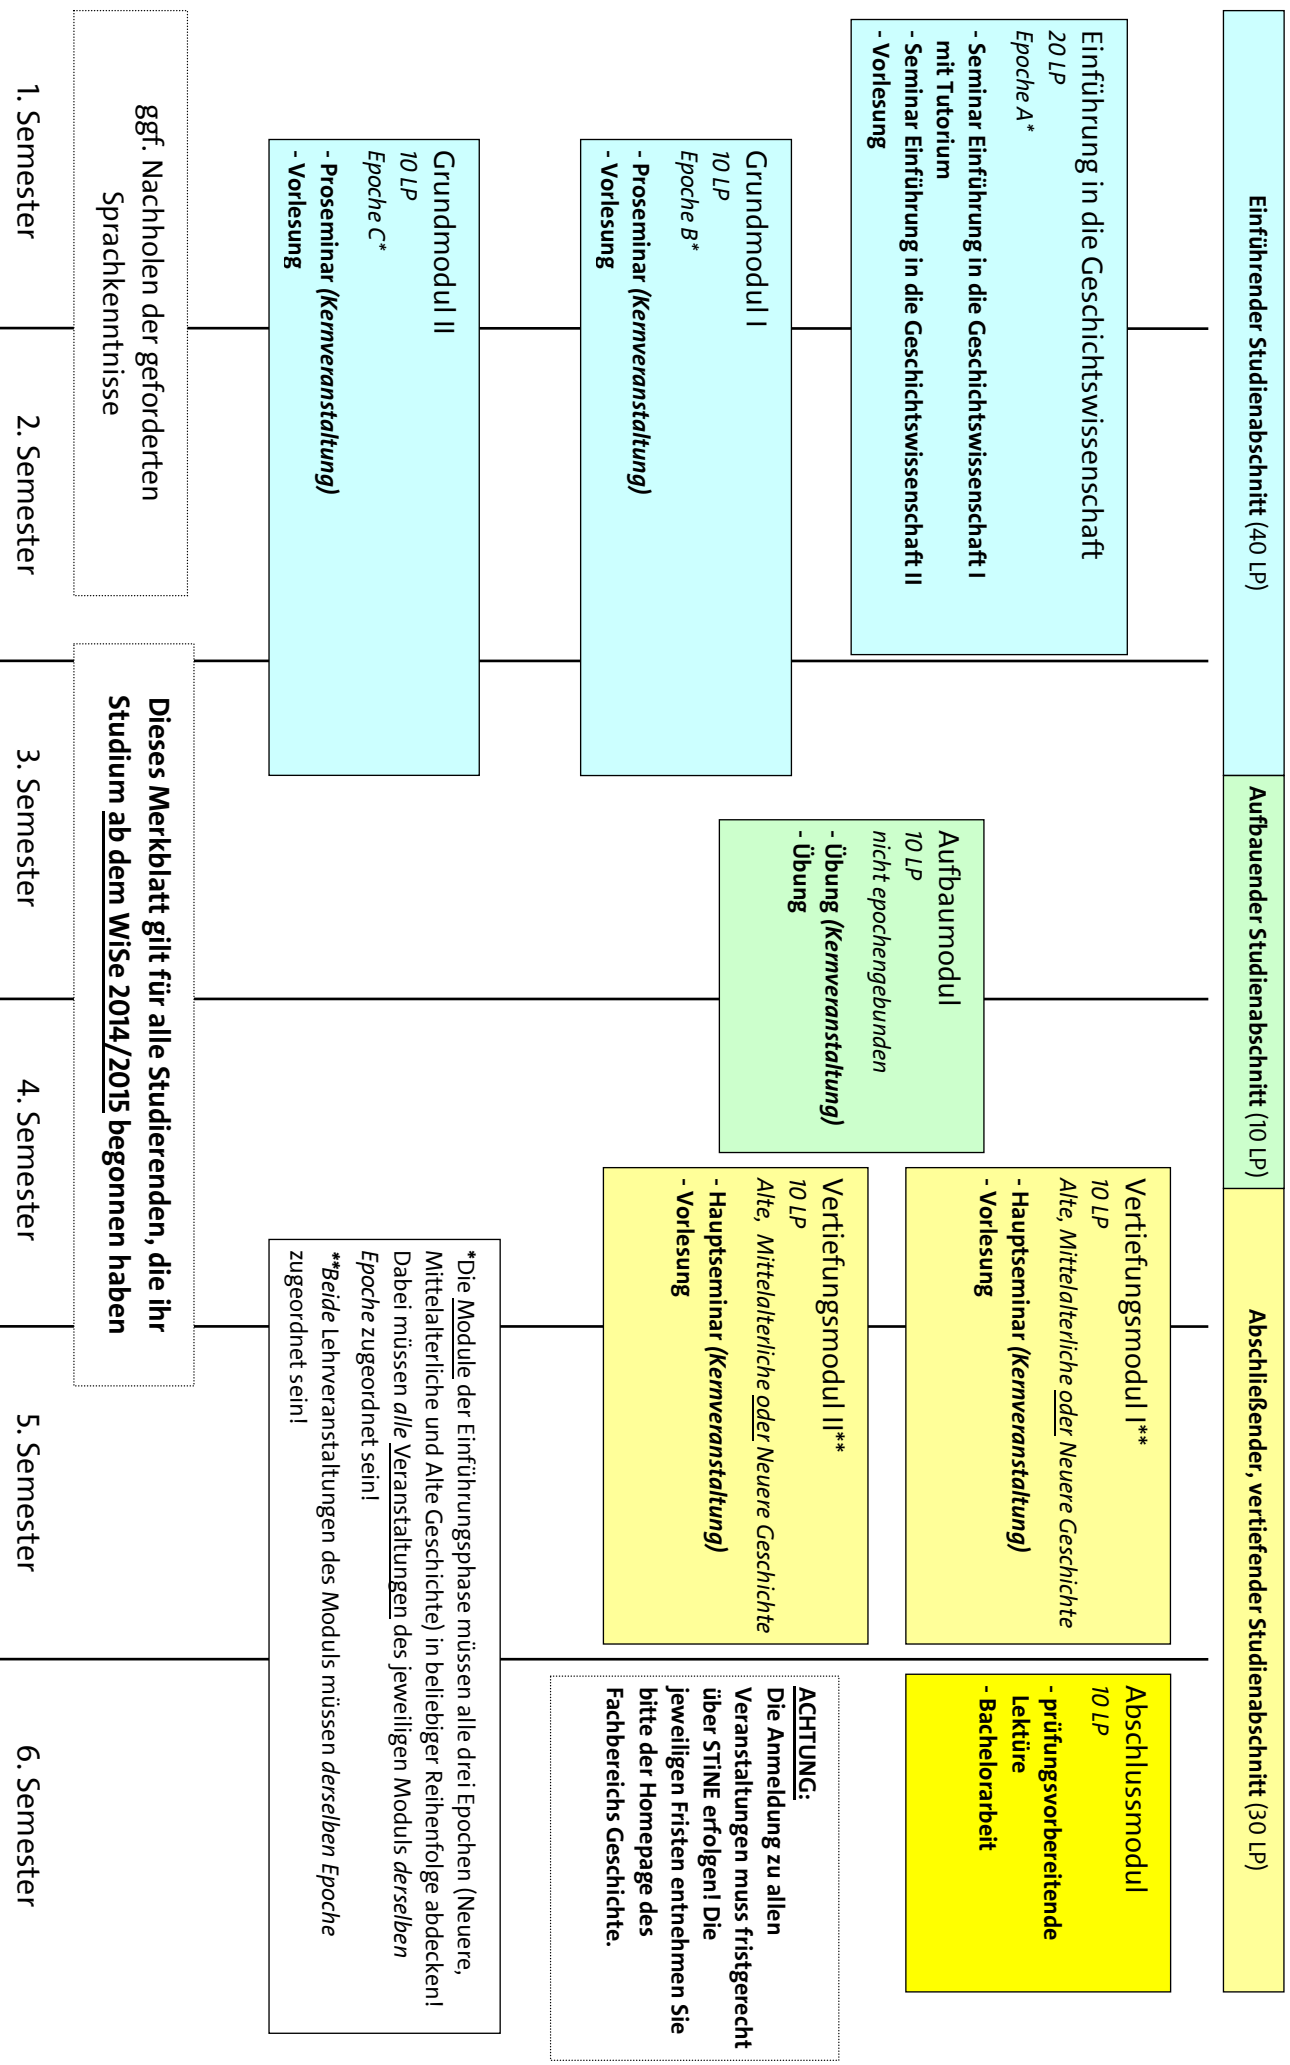 Einführender Studienabschnitt (40 LP)
Aufbauender Studienabschnitt (10 LP)
Abschließender, vertiefender Studienabschnitt (30 LP)
Einführung in die Geschichtswissenschaft
20 LP
Epoche A*
- Seminar Einführung in die Geschichtswissenschaft I
mit Tutorium
- Seminar Einführung in die Geschichtswissenschaft II
- Vorlesung
Grundmodul I
10 LP
Epoche B*
- Proseminar (Kernveranstaltung)
- Vorlesung
Grundmodul II
10 LP
Epoche C*
- Proseminar (Kernveranstaltung)
- Vorlesung
Aufbaumodul
10 LP
nicht epochengebunden
- Übung (Kernveranstaltung)
- Übung
Vertiefungsmodul I**
10 LP
Alte, Mittelalterliche oder Neuere Geschichte
- Hauptseminar (Kernveranstaltung)
- Vorlesung
Vertiefungsmodul II**
10 LP
Alte, Mittelalterliche oder Neuere Geschichte
- Hauptseminar (Kernveranstaltung)
- Vorlesung
Abschlussmodul
10 LP
- prüfungsvorbereitende
Lektüre
- Bachelorarbeit
ACHTUNG:
Die Anmeldung zu allen
Veranstaltungen muss fristgerecht
über STiNE erfolgen! Die
jeweiligen Fristen entnehmen Sie
bitte der Homepage des
Fachbereichs Geschichte.
*Die Module der Einführungsphase müssen alle drei Epochen (Neuere,
Mittelalterliche und Alte Geschichte) in beliebiger Reihenfolge abdecken!
Dabei müssen alle Veranstaltungen des jeweiligen Moduls derselben
Epoche zugeordnet sein!
**Beide Lehrveranstaltungen des Moduls müssen derselben Epoche
zugeordnet sein!
ggf. Nachholen der geforderten
Sprachkenntnisse
Dieses Merkblatt gilt für alle Studierenden, die ihr
Studium ab dem WiSe 2014/2015 begonnen haben
1. Semester
2. Semester
3. Semester
4. Semester
5. Semester
6. Semester